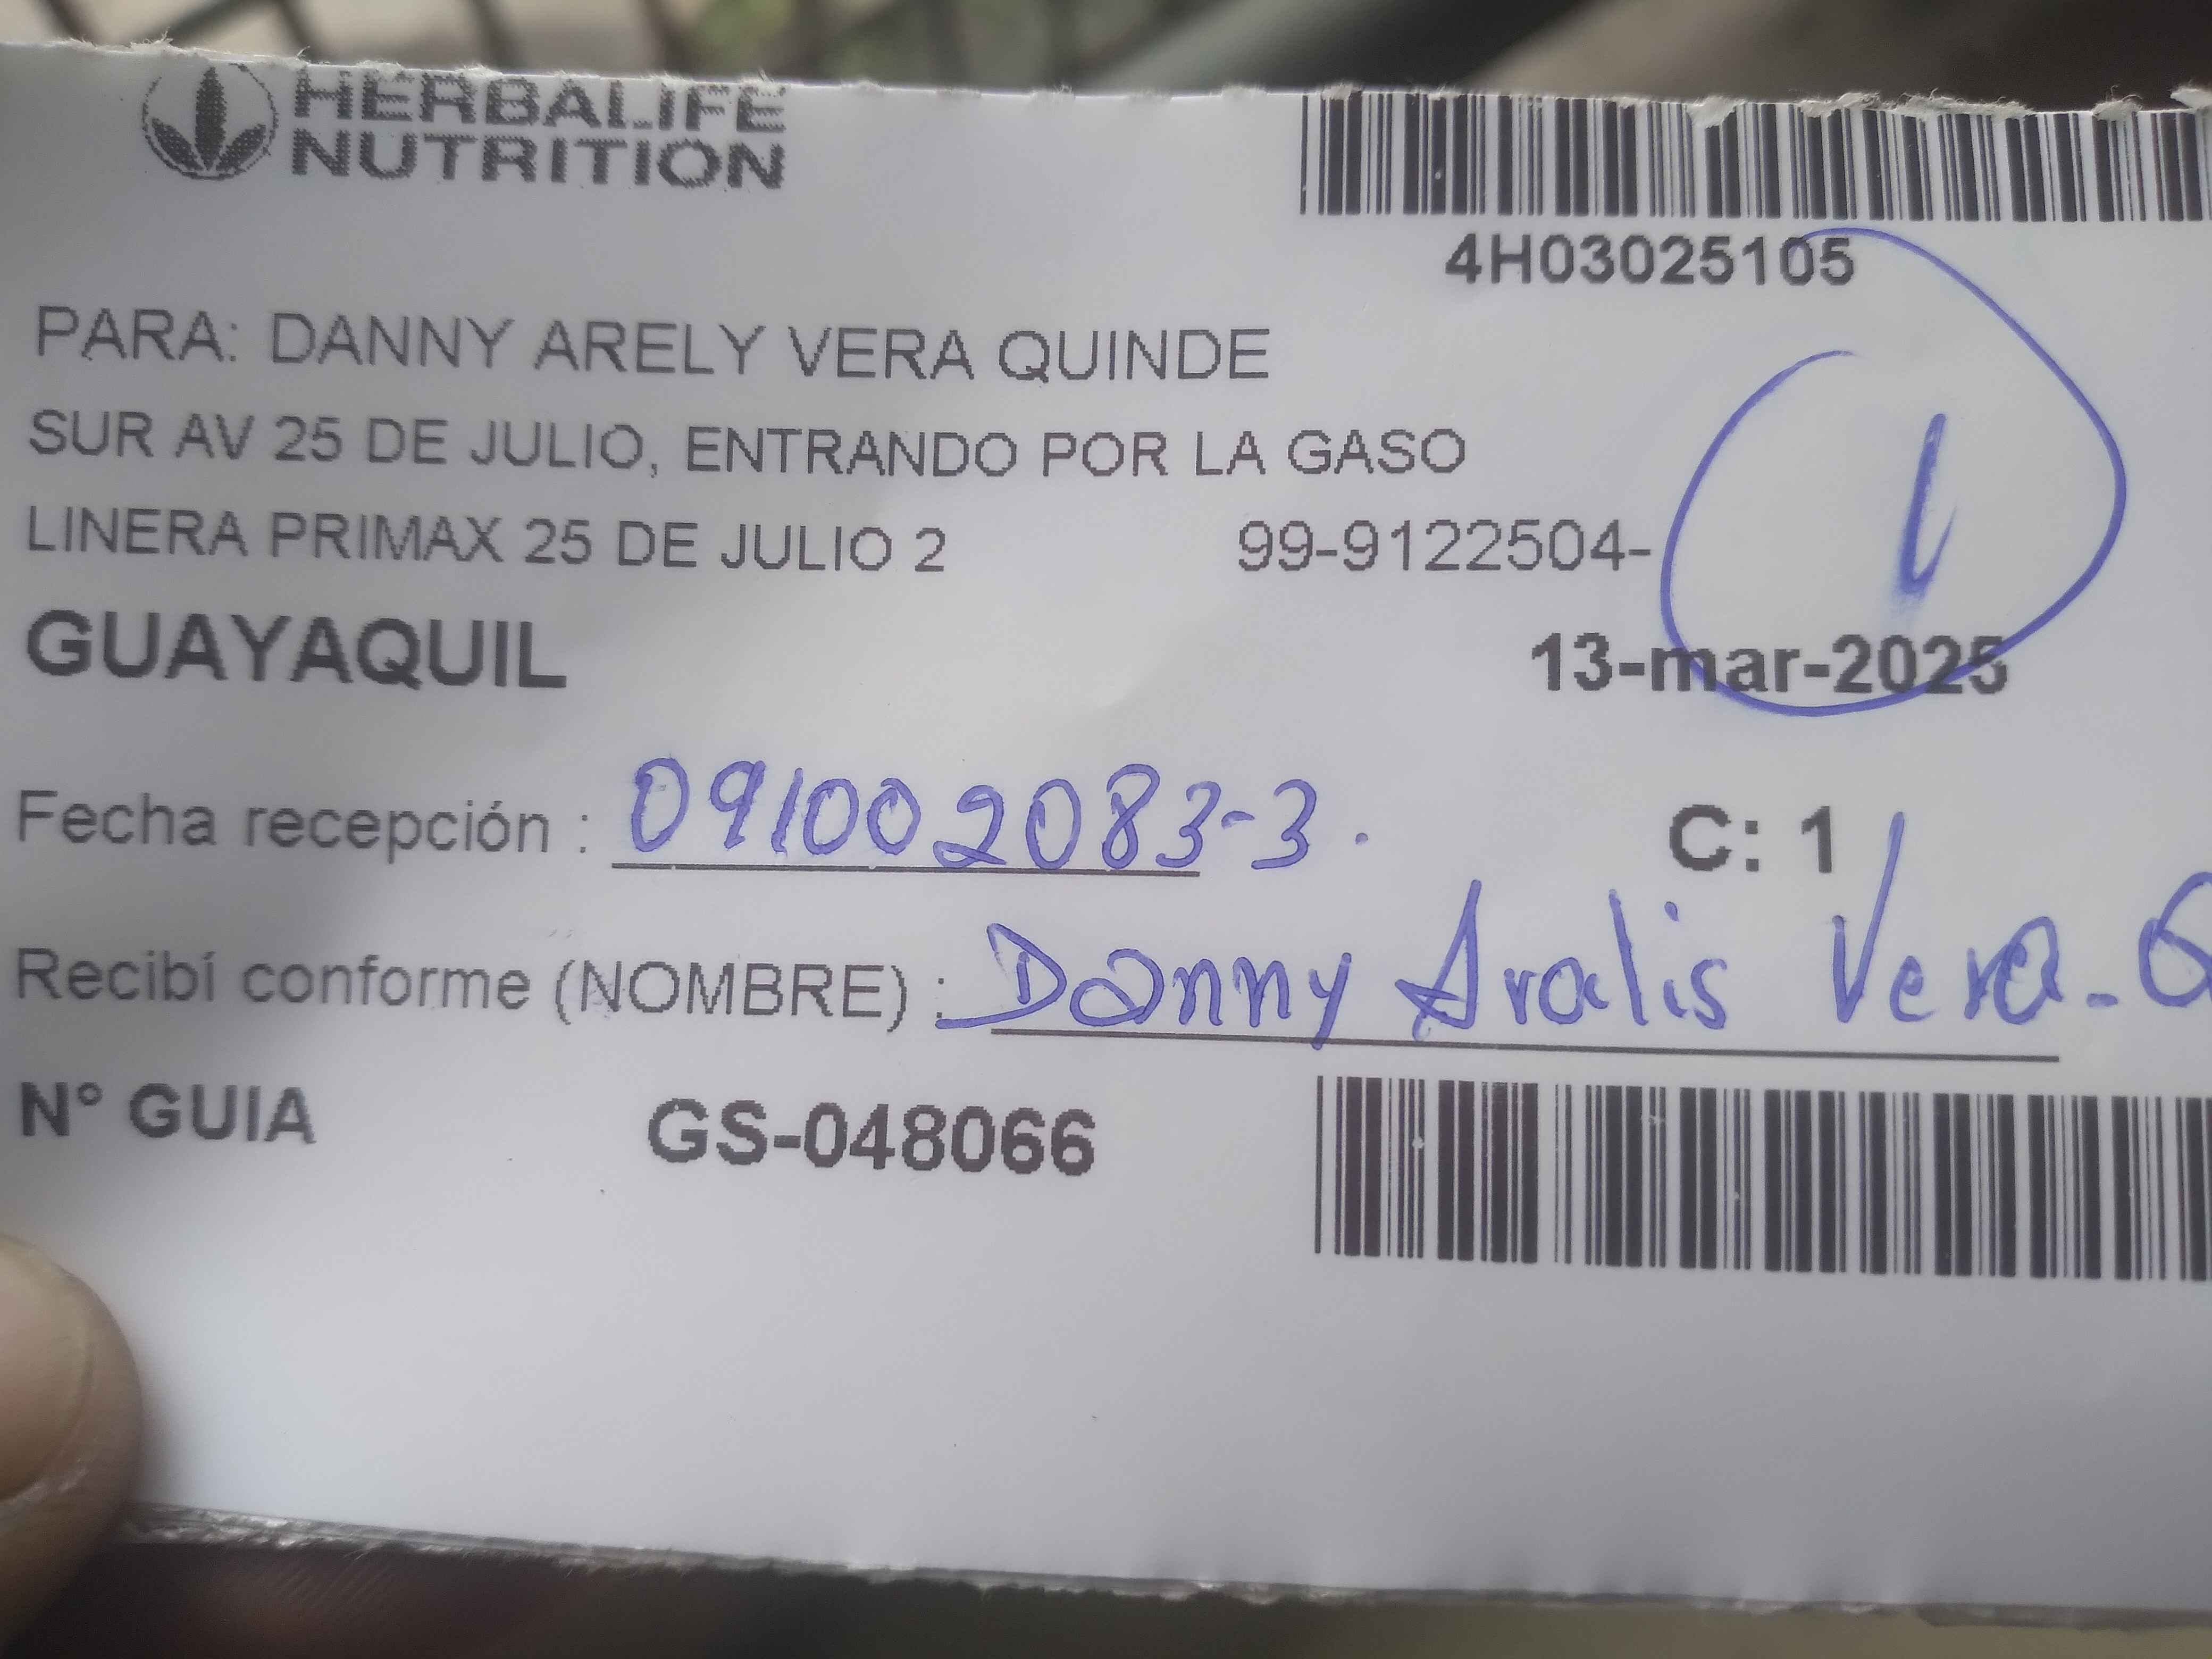 HERBALIFE
NUTRITION
4H03025105
PARA: DANNY ARELY VERA QUINDE
SUR AV 25 DE JULIO, ENTRANDO POR LA GASO
LINERA PRIMAX 25 DE JULIO 2 99-9122504-
1
GUAYAQUIL 13-mar-2025
Fecha recepción : 091002083-3. C: 1
Recibí conforme (NOMBRE) : Danny Aralis Vera. Q
N° GUIA GS-048066